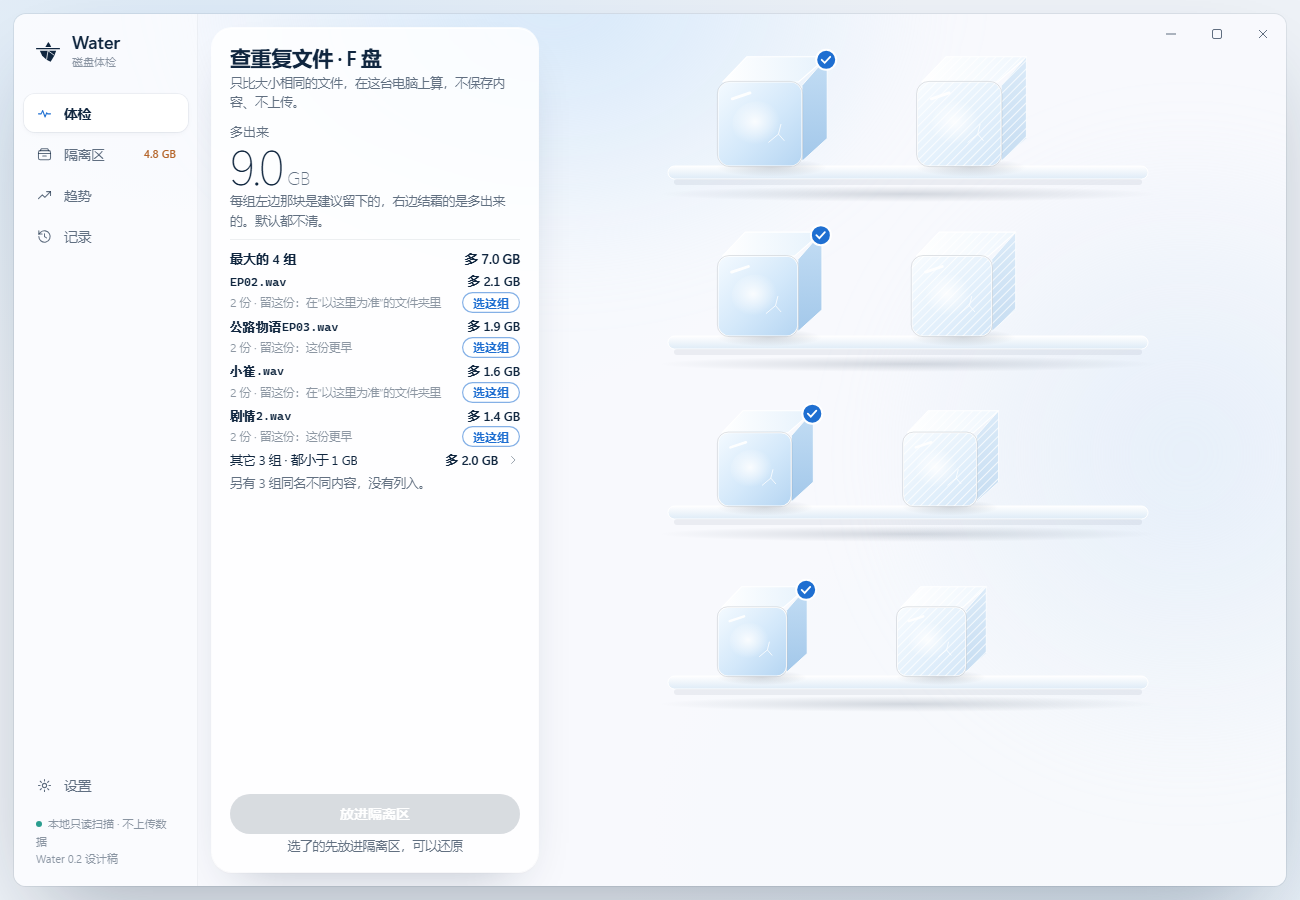 Water
磁盘体检
体检
隔离区 4.8 GB
趋势
记录
设置
本地只读扫描 · 不上传数
据
Water 0.2 设计稿
查重复文件 · F 盘
只比大小相同的文件，在这台电脑上算，不保存内
容、不上传。
多出来
9.0 GB
每组左边那块是建议留下的，右边结霜的是多出来
的。默认都不清。
最大的 4 组 多 7.0 GB
EP02.wav 多 2.1 GB
2 份 · 留这份：在“以这里为准”的文件夹里 选这组
公路物语EP03.wav 多 1.9 GB
2 份 · 留这份：这份更早 选这组
小雀.wav 多 1.6 GB
2 份 · 留这份：在“以这里为准”的文件夹里 选这组
剧情2.wav 多 1.4 GB
2 份 · 留这份：这份更早 选这组
其它 3 组 · 都小于 1 GB 多 2.0 GB
另有 3 组同名不同内容，没有列入。
放进隔离区
选了的先放进隔离区，可以还原